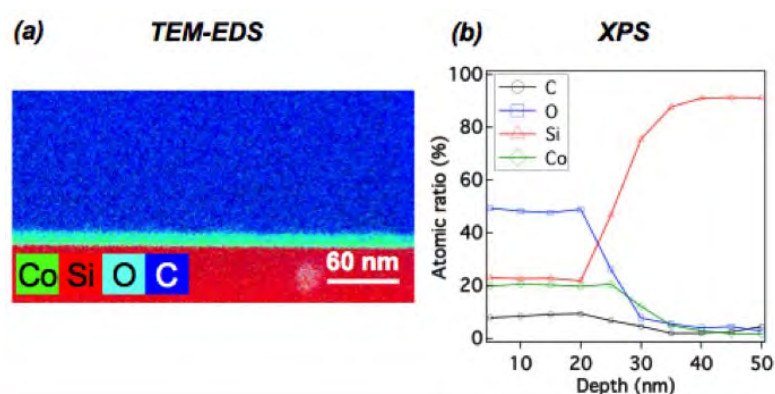 (a) TEM-EDS
Co Si O C
60 nm
(b) XPS
Atomic ratio (%)
100
80
60
40
20
0
C
O
Si
Co
10 20 30 40 50
Depth (nm)